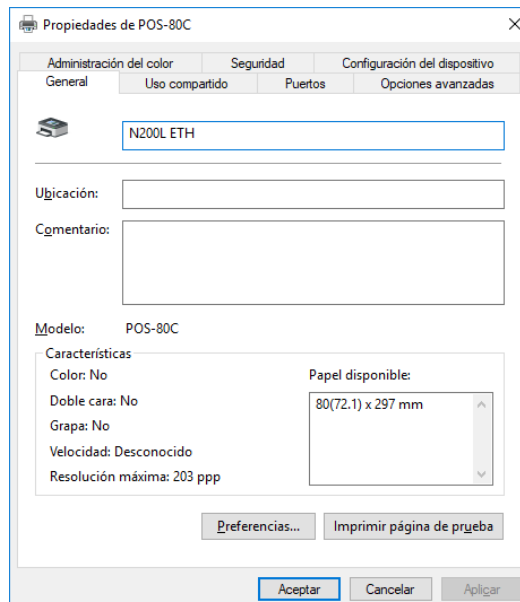 Propiedades de POS-80C
Administración del color Seguridad Configuración del dispositivo
General Uso compartido Puertos Opciones avanzadas
N200L ETH
Ubicación:
Comentario:
Modelo: POS-80C
Características
Color: No
Doble cara: No
Grapa: No
Velocidad: Desconocido
Resolución máxima: 203 ppp
Papel disponible:
80(72.1) x 297 mm
Preferencias... Imprimir página de prueba
Aceptar Cancelar Aplicar